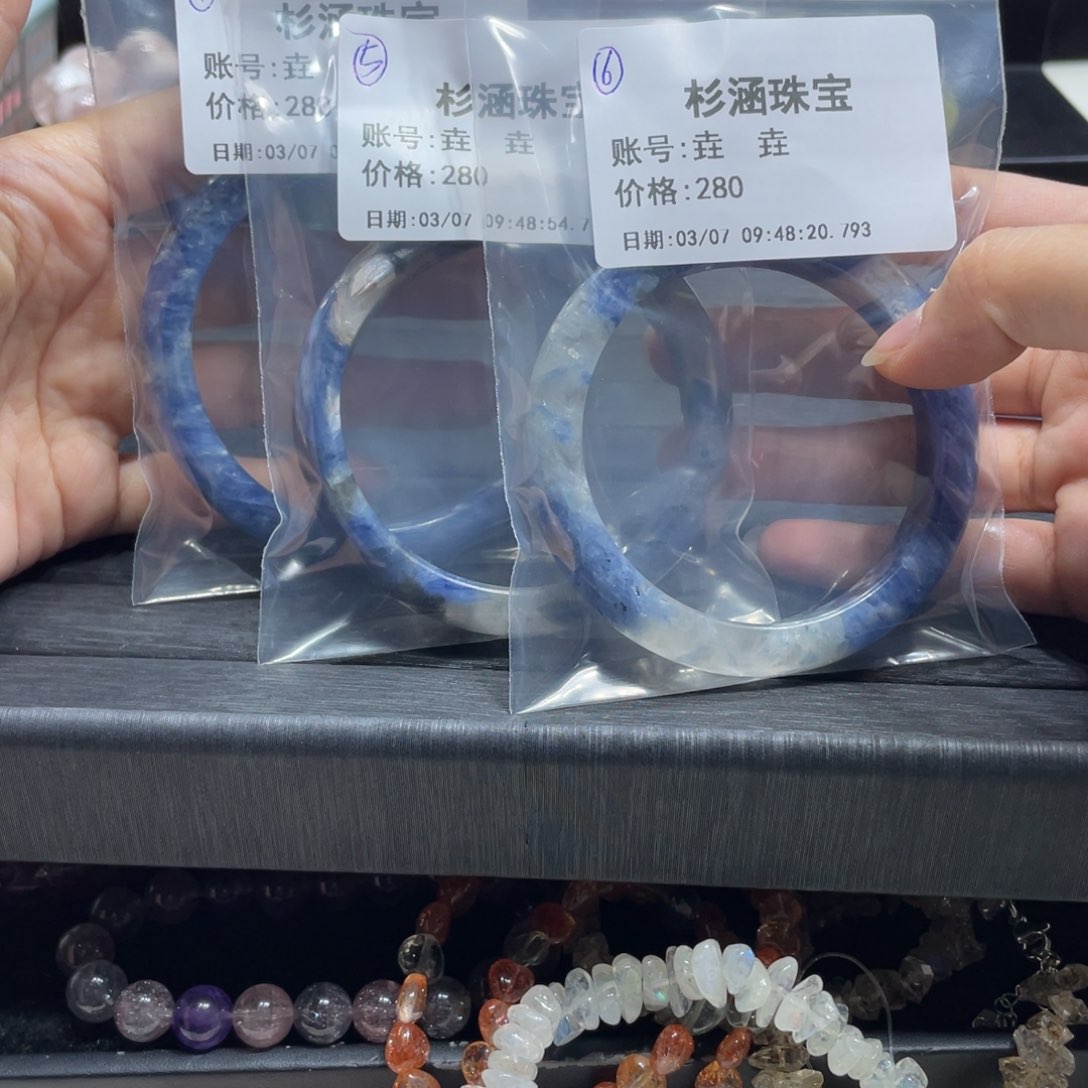 杉涵珠宝
账号:垚
价格:28
日期:03/07 0
⑤
杉涵珠宝
账号:垚 垚
价格:280
日期:03/07 09:48:54.7
⑥
杉涵珠宝
账号:垚 垚
价格:280
日期:03/07 09:48:20.793